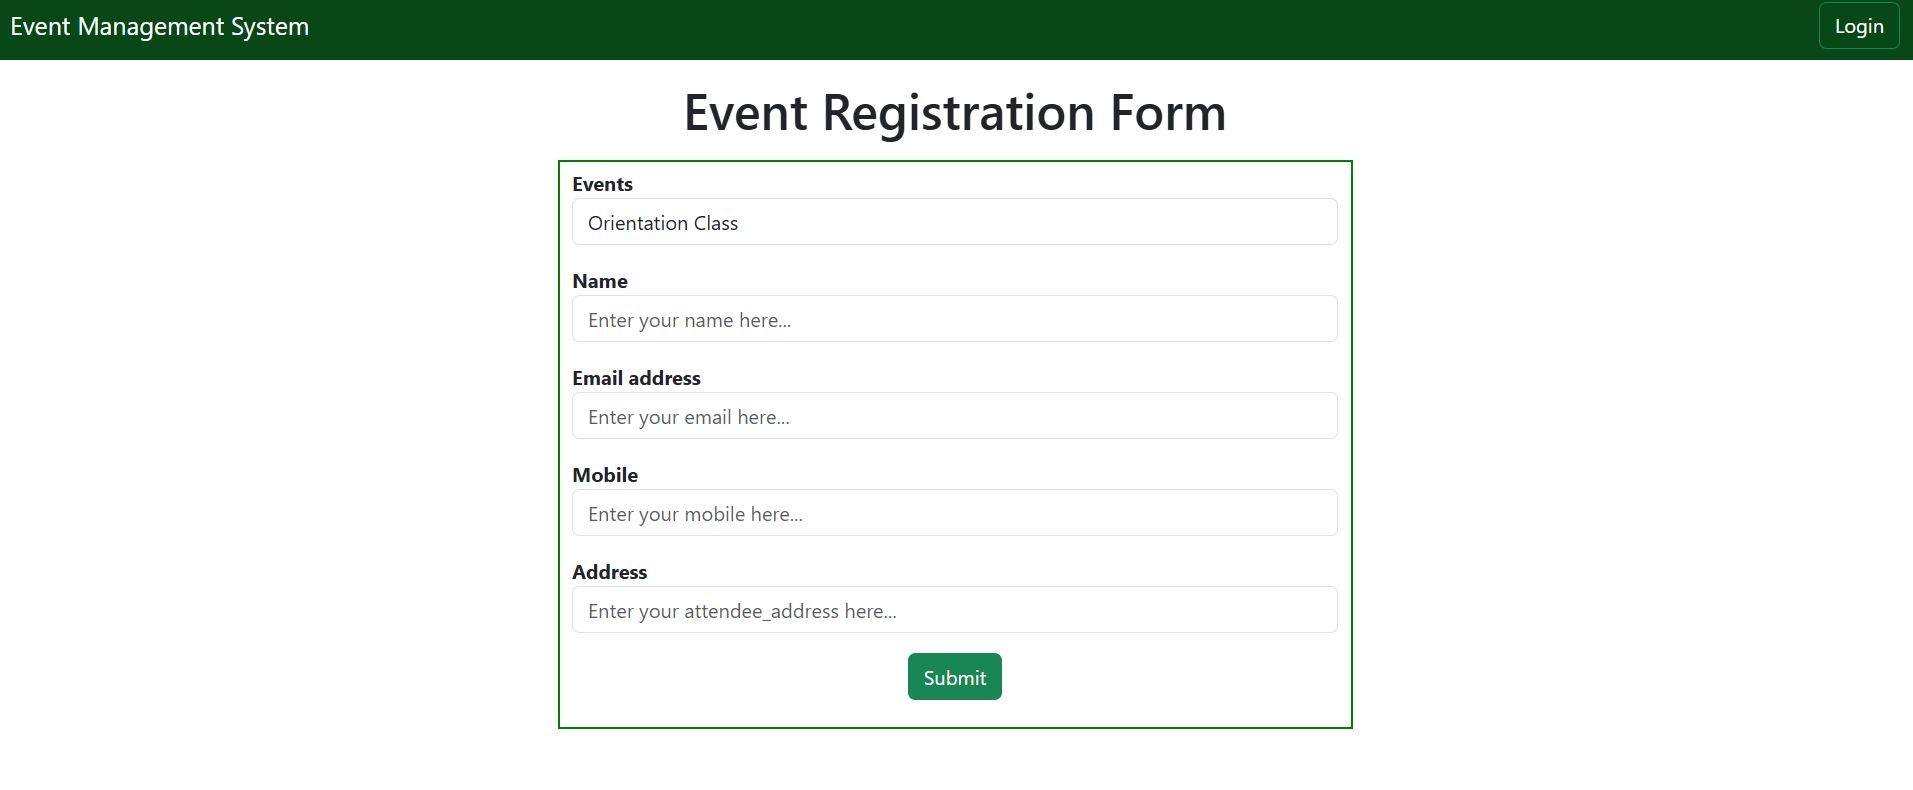 Event Management System
Login
Event Registration Form
Events
Orientation Class
Name
Enter your name here...
Email address
Enter your email here...
Mobile
Enter your mobile here...
Address
Enter your attendee_address here...
Submit